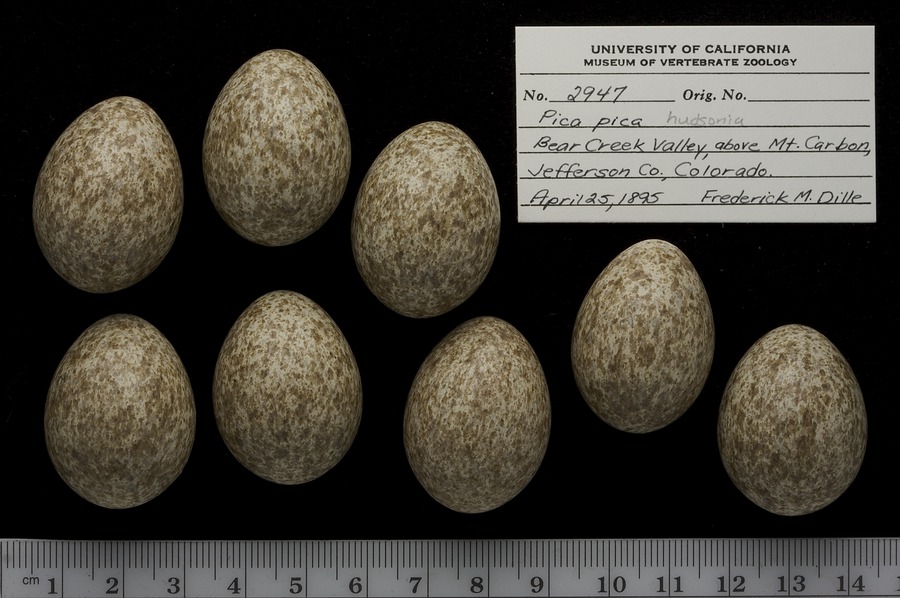 UNIVERSITY OF CALIFORNIA
MUSEUM OF VERTEBRATE ZOOLOGY
No. 2947 Orig. No.
Pica pica hudsonia
Bear Creek Valley, above Mt. Carbon,
Jefferson Co., Colorado.
April 25, 1895 Frederick M. Dille
cm 1 2 3 4 5 6 7 8 9 10 11 12 13 14